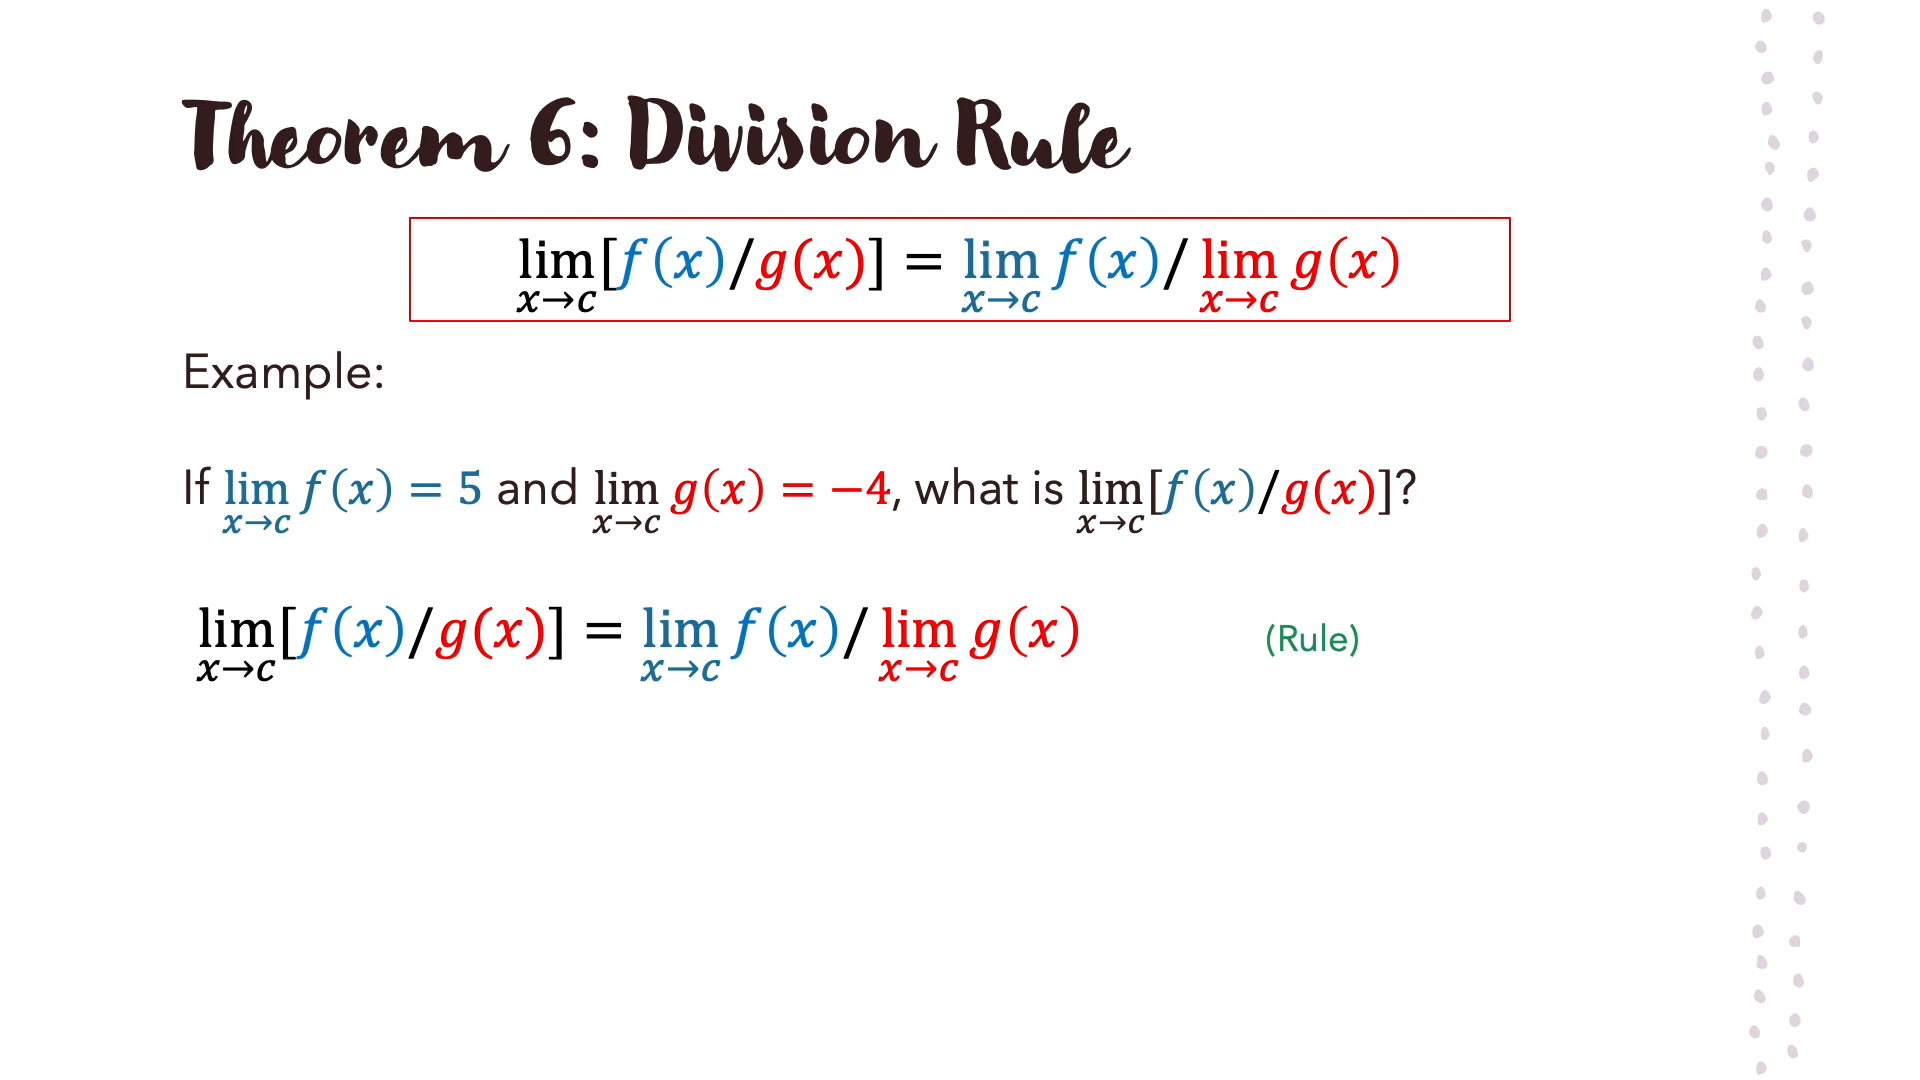 Theorem 6: Division Rule
lim x→c [f(x)/g(x)] = lim x→c f(x)/ lim x→c g(x)
Example:
If lim x→c f(x) = 5 and lim x→c g(x) = −4, what is lim x→c [f(x)/g(x)]?
lim x→c [f(x)/g(x)] = lim x→c f(x)/ lim x→c g(x) (Rule)